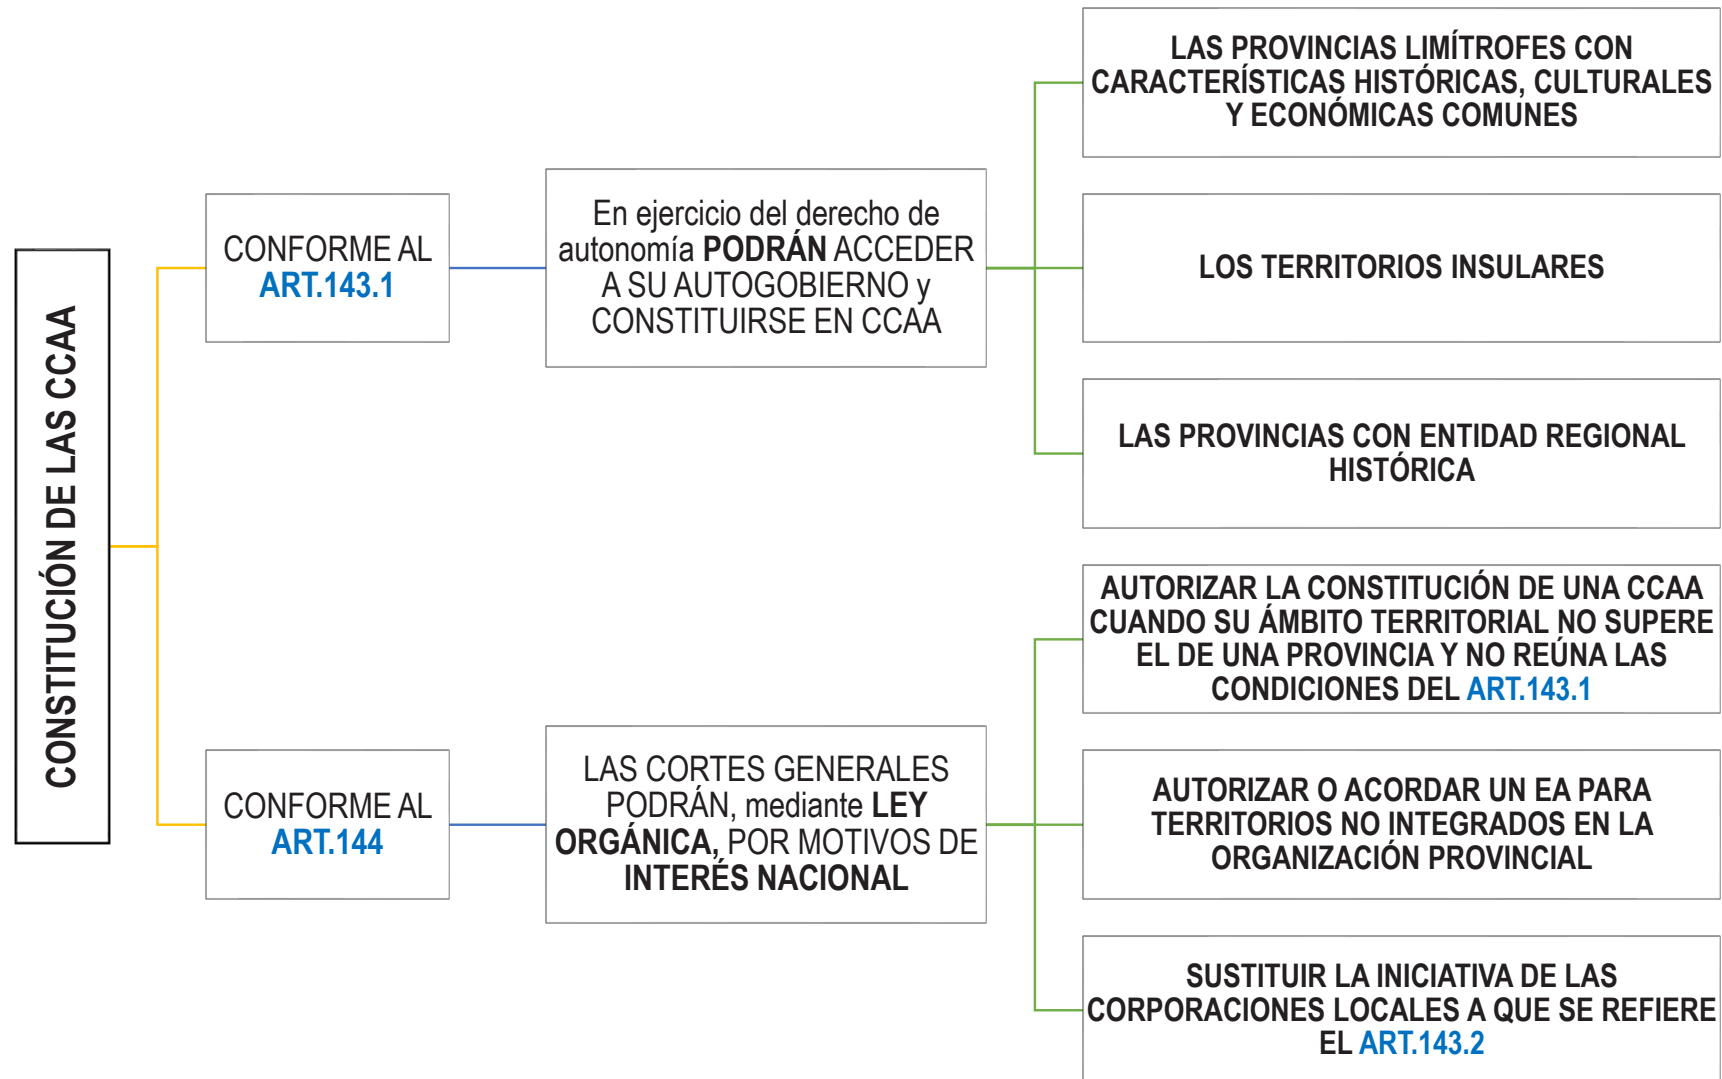 CONSTITUCIÓN DE LAS CCAA
CONFORME AL
ART.143.1
En ejercicio del derecho de
autonomía PODRÁN ACCEDER
A SU AUTOGOBIERNO y
CONSTITUIRSE EN CCAA
LAS PROVINCIAS LIMÍTROFES CON
CARACTERÍSTICAS HISTÓRICAS, CULTURALES
Y ECONÓMICAS COMUNES
LOS TERRITORIOS INSULARES
LAS PROVINCIAS CON ENTIDAD REGIONAL
HISTÓRICA
CONFORME AL
ART.144
LAS CORTES GENERALES
PODRÁN, mediante LEY
ORGÁNICA, POR MOTIVOS DE
INTERÉS NACIONAL
AUTORIZAR LA CONSTITUCIÓN DE UNA CCAA
CUANDO SU ÁMBITO TERRITORIAL NO SUPERE
EL DE UNA PROVINCIA Y NO REÚNA LAS
CONDICIONES DEL ART.143.1
AUTORIZAR O ACORDAR UN EA PARA
TERRITORIOS NO INTEGRADOS EN LA
ORGANIZACIÓN PROVINCIAL
SUSTITUIR LA INICIATIVA DE LAS
CORPORACIONES LOCALES A QUE SE REFIERE
EL ART.143.2